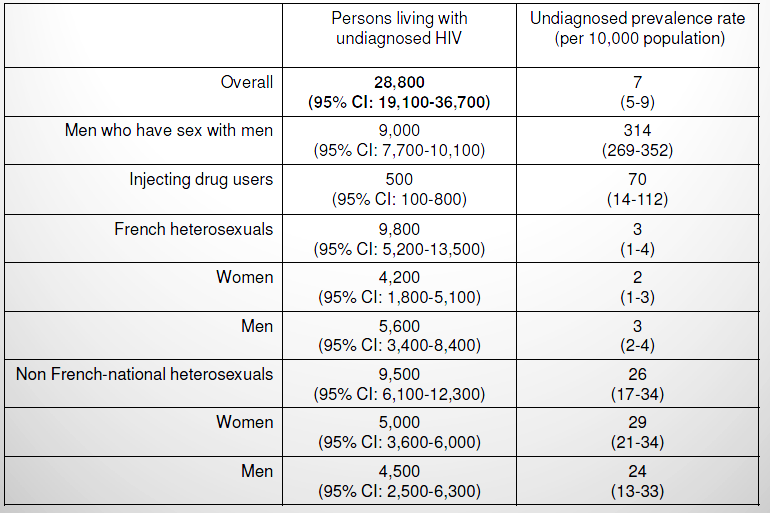 Persons living with
undiagnosed HIV
Undiagnosed prevalence rate
(per 10,000 population)
Overall
28,800
(95% CI: 19,100-36,700)
7
(5-9)
Men who have sex with men
9,000
(95% CI: 7,700-10,100)
314
(269-352)
Injecting drug users
500
(95% CI: 100-800)
70
(14-112)
French heterosexuals
9,800
(95% CI: 5,200-13,500)
3
(1-4)
Women
4,200
(95% CI: 1,800-5,100)
2
(1-3)
Men
5,600
(95% CI: 3,400-8,400)
3
(2-4)
Non French-national heterosexuals
9,500
(95% CI: 6,100-12,300)
26
(17-34)
Women
5,000
(95% CI: 3,600-6,000)
29
(21-34)
Men
4,500
(95% CI: 2,500-6,300)
24
(13-33)